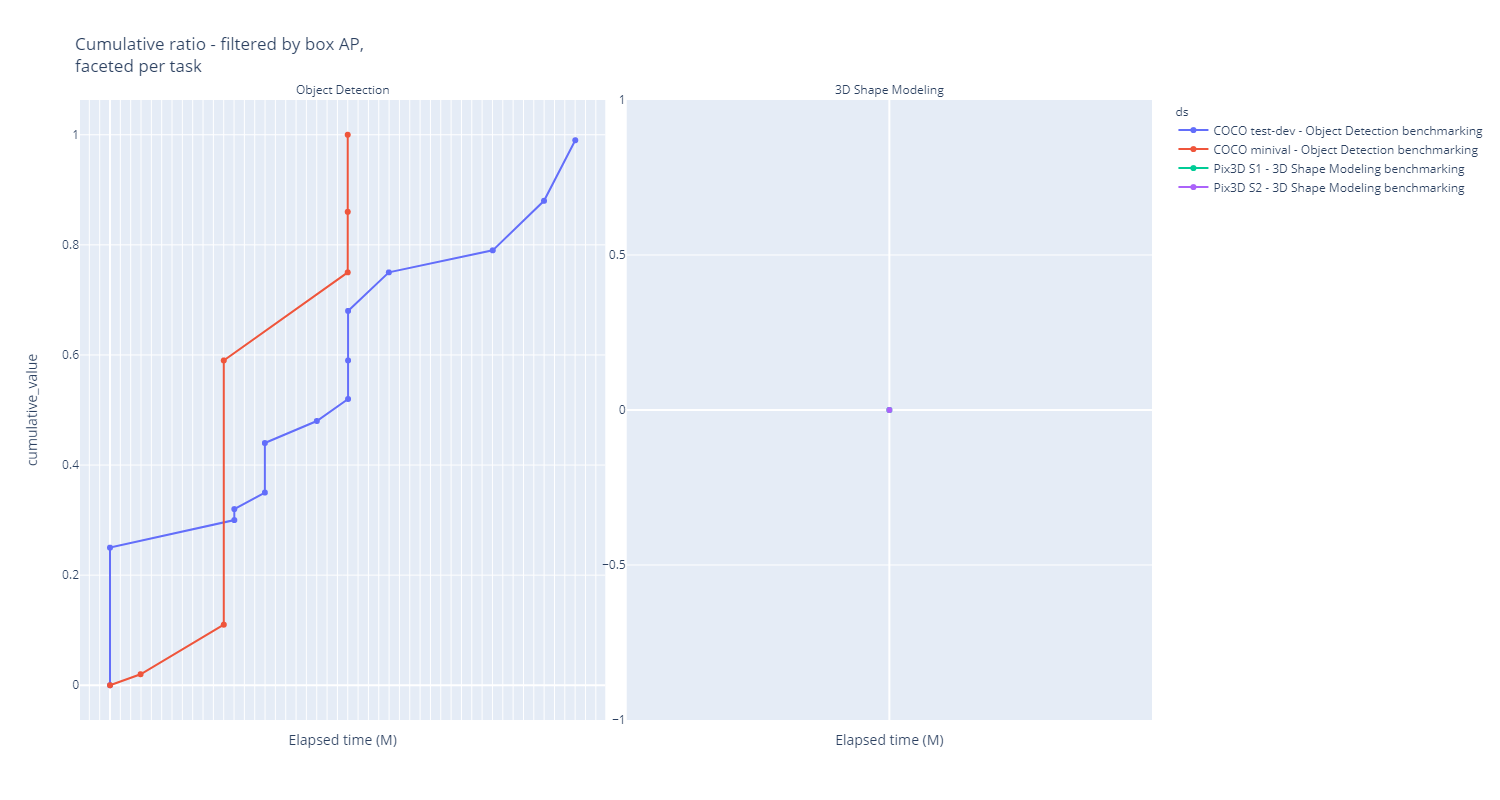 Cumulative ratio - filtered by box AP,
faceted per task
Object Detection
3D Shape Modeling
cumulative_value
1
0.8
0.6
0.4
0.2
0
Elapsed time (M)
1
0.5
0
−0.5
−1
Elapsed time (M)
ds
COCO test-dev - Object Detection benchmarking
COCO minival - Object Detection benchmarking
Pix3D S1 - 3D Shape Modeling benchmarking
Pix3D S2 - 3D Shape Modeling benchmarking